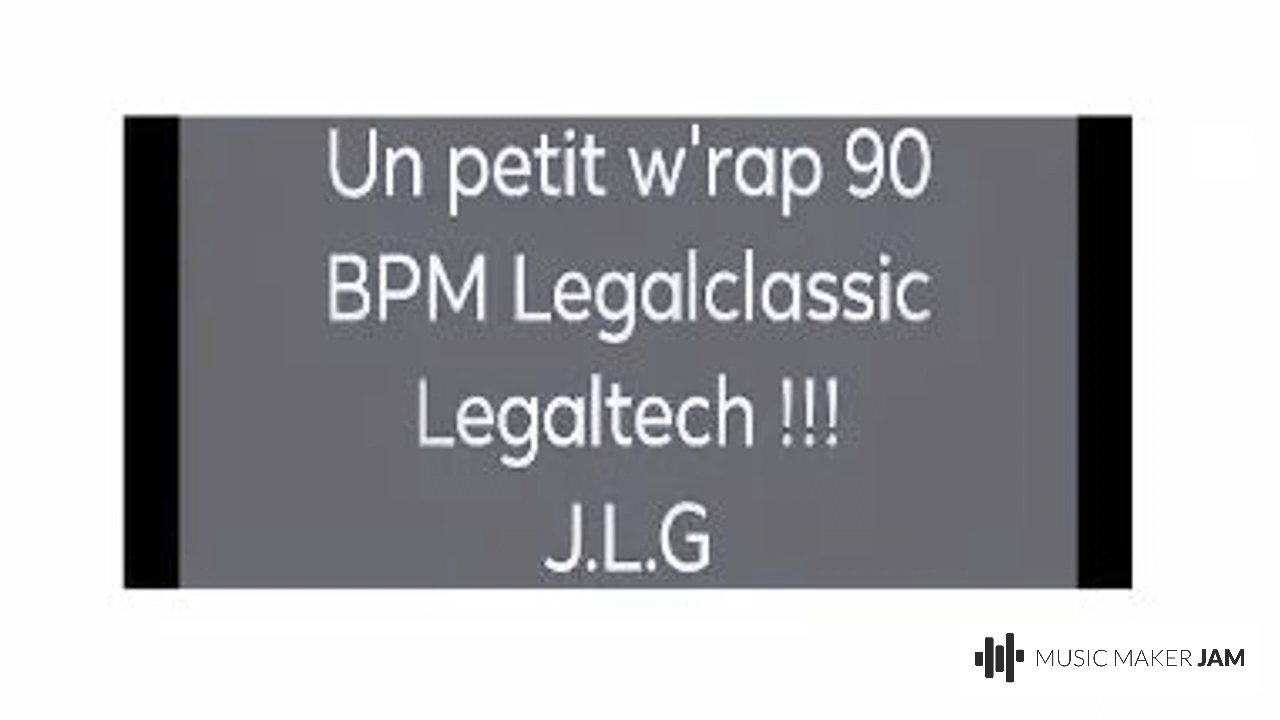 Un petit w'rap 90
BPM Legalclassic
Legaltech !!!
J.L.G
MUSIC MAKER JAM